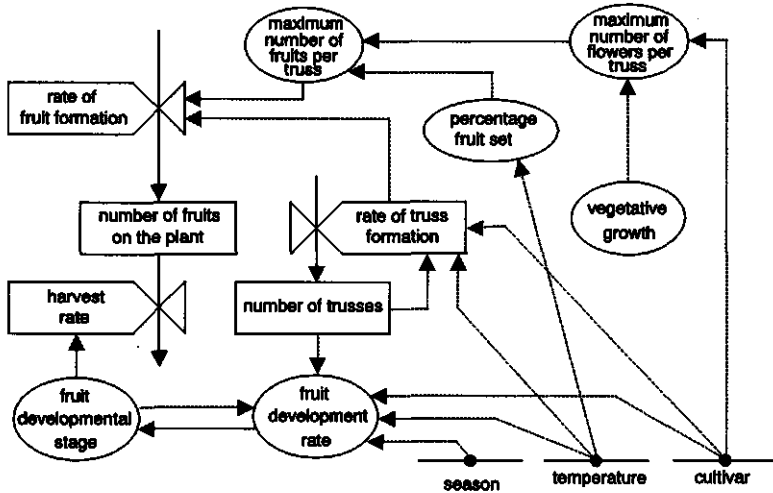 maximum
number of
fruits per
truss
maximum
number of
flowers per
truss
rate of
fruit formation
percentage
fruit set
number of fruits
on the plant
rate of truss
formation
vegetative
growth
harvest
rate
number of trusses
fruit
developmental
stage
fruit
development
rate
season
temperature
cultivar